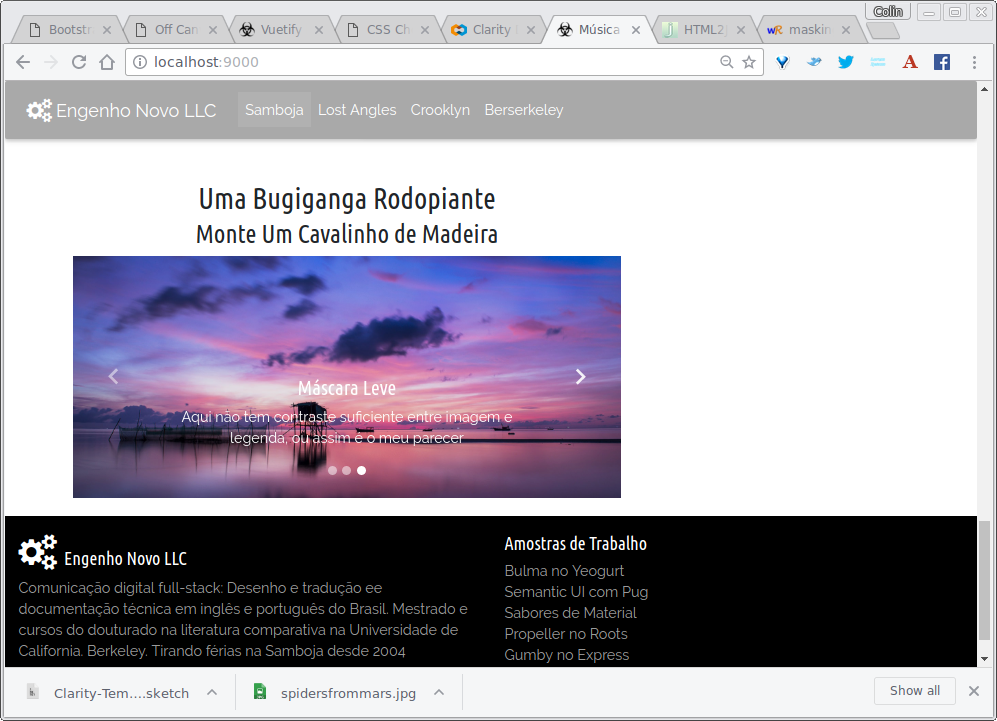 Colin
Bootstr
Off Can
Vuetify
CSS Ch
Clarity
Música
HTML2
maskin
localhost:9000
Engenho Novo LLC
Samboja Lost Angles Crooklyn Berserkeley
Uma Bugiganga Rodopiante
Monte Um Cavalinho de Madeira
Máscara Leve
Aqui não tem contraste suficiente entre imagem e
legenda, ou assim é o meu parecer
Engenho Novo LLC
Comunicação digital full-stack: Desenho e tradução ee
documentação técnica em inglês e português do Brasil. Mestrado e
cursos do douturado na literatura comparativa na Universidade de
California. Berkeley. Tirando férias na Samboja desde 2004
Amostras de Trabalho
Bulma no Yeogurt
Semantic UI com Pug
Sabores de Material
Propeller no Roots
Gumby no Express
Clarity-Tem....sketch
spidersfrommars.jpg
Show all